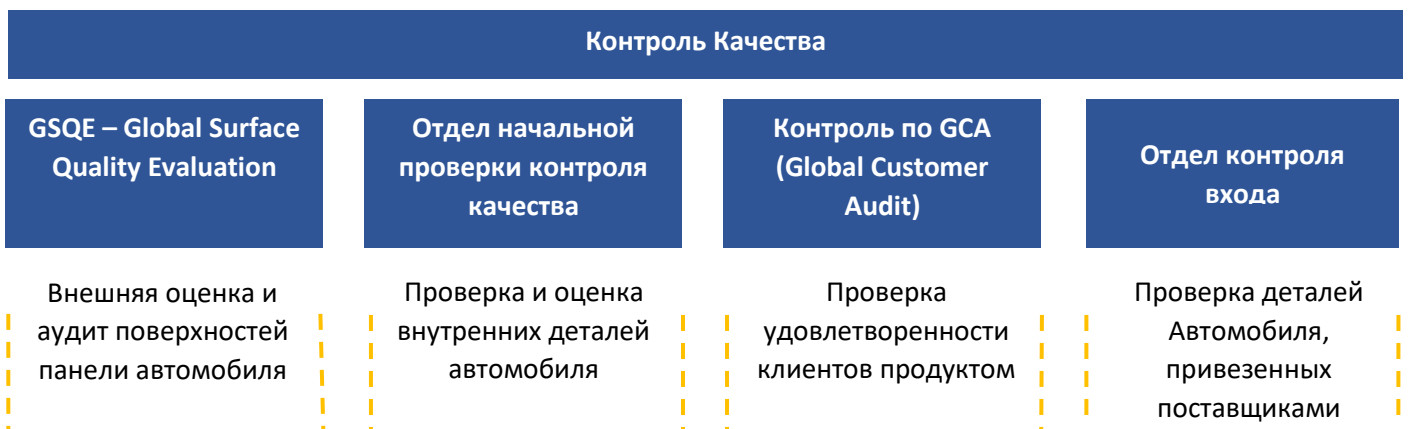 Контроль Качества
GSQE – Global Surface
Quality Evaluation
Отдел начальной
проверки контроля
качества
Контроль по GCA
(Global Customer
Audit)
Отдел контроля
входа
Внешняя оценка и
аудит поверхностей
панели автомобиля
Проверка и оценка
внутренних деталей
автомобиля
Проверка
удовлетворенности
клиентов продуктом
Проверка деталей
Автомобиля,
привезенных
поставщиками